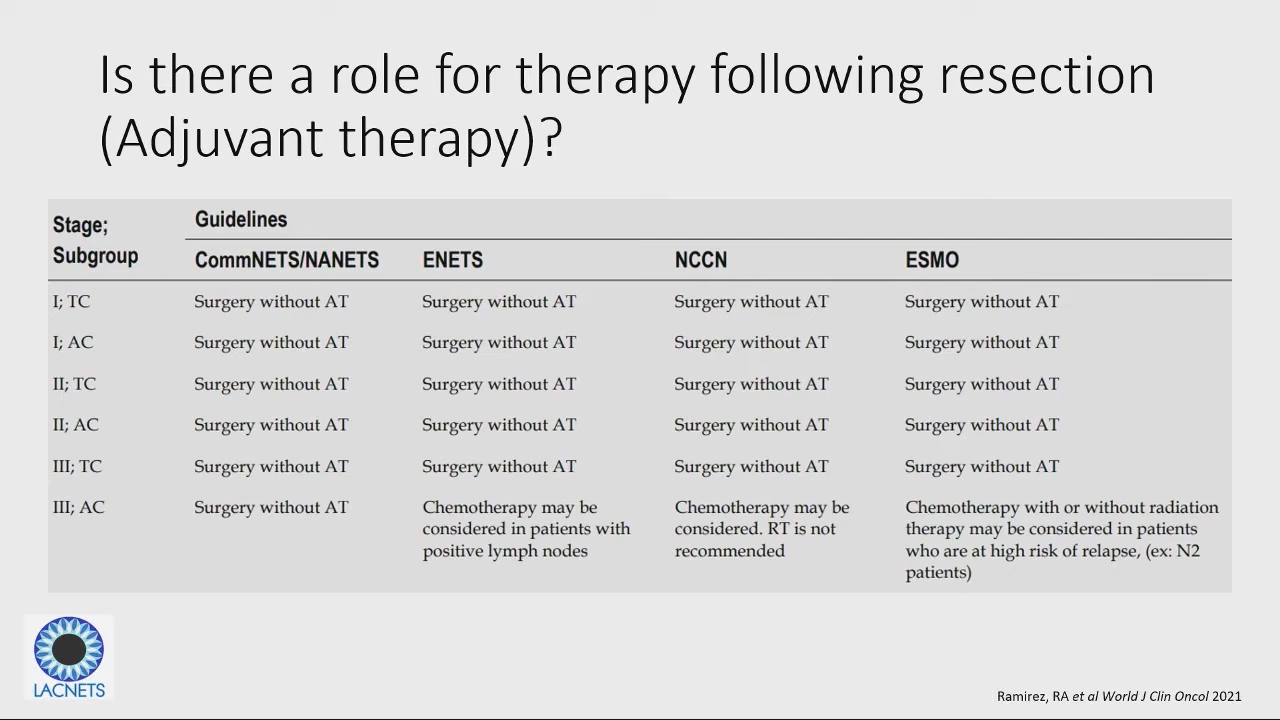 Is there a role for therapy following resection
(Adjuvant therapy)?
Stage;
Subgroup
Guidelines
CommNETS/NANETS ENETS NCCN ESMO
I; TC Surgery without AT Surgery without AT Surgery without AT Surgery without AT
I; AC Surgery without AT Surgery without AT Surgery without AT Surgery without AT
II; TC Surgery without AT Surgery without AT Surgery without AT Surgery without AT
II; AC Surgery without AT Surgery without AT Surgery without AT Surgery without AT
III; TC Surgery without AT Surgery without AT Surgery without AT Surgery without AT
III; AC Surgery without AT Chemotherapy may be Chemotherapy may be Chemotherapy with or without radiation
considered in patients with considered. RT is not therapy may be considered in patients
positive lymph nodes recommended who are at high risk of relapse, (ex: N2
patients)
LACNETS
Ramirez, RA et al World J Clin Oncol 2021